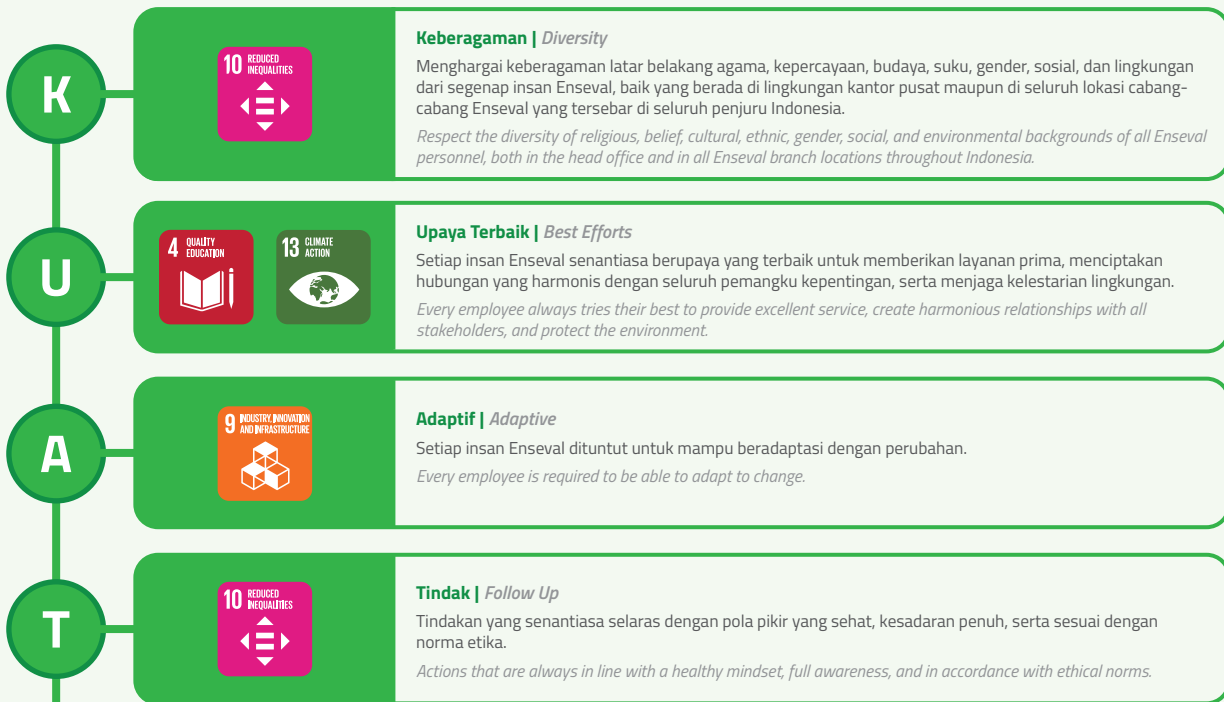 K
10 REDUCED
INEQUALITIES
Keberagaman | Diversity
Menghargai keberagaman latar belakang agama, kepercayaan, budaya, suku, gender, sosial, dan lingkungan
dari segenap insan Enseval, baik yang berada di lingkungan kantor pusat maupun di seluruh lokasi cabang-
cabang Enseval yang tersebar di seluruh penjuru Indonesia.
Respect the diversity of religious, belief, cultural, ethnic, gender, social, and environmental backgrounds of all Enseval
personnel, both in the head office and in all Enseval branch locations throughout Indonesia.
U
4 QUALITY
EDUCATION
13 CLIMATE
ACTION
Upaya Terbaik | Best Efforts
Setiap insan Enseval senantiasa berupaya yang terbaik untuk memberikan layanan prima, menciptakan
hubungan yang harmonis dengan seluruh pemangku kepentingan, serta menjaga kelestarian lingkungan.
Every employee always tries their best to provide excellent service, create harmonious relationships with all
stakeholders, and protect the environment.
A
9 INDUSTRY, INNOVATION
AND INFRASTRUCTURE
Adaptif | Adaptive
Setiap insan Enseval dituntut untuk mampu beradaptasi dengan perubahan.
Every employee is required to be able to adapt to change.
T
10 REDUCED
INEQUALITIES
Tindak | Follow Up
Tindakan yang senantiasa selaras dengan pola pikir yang sehat, kesadaran penuh, serta sesuai dengan
norma etika.
Actions that are always in line with a healthy mindset, full awareness, and in accordance with ethical norms.